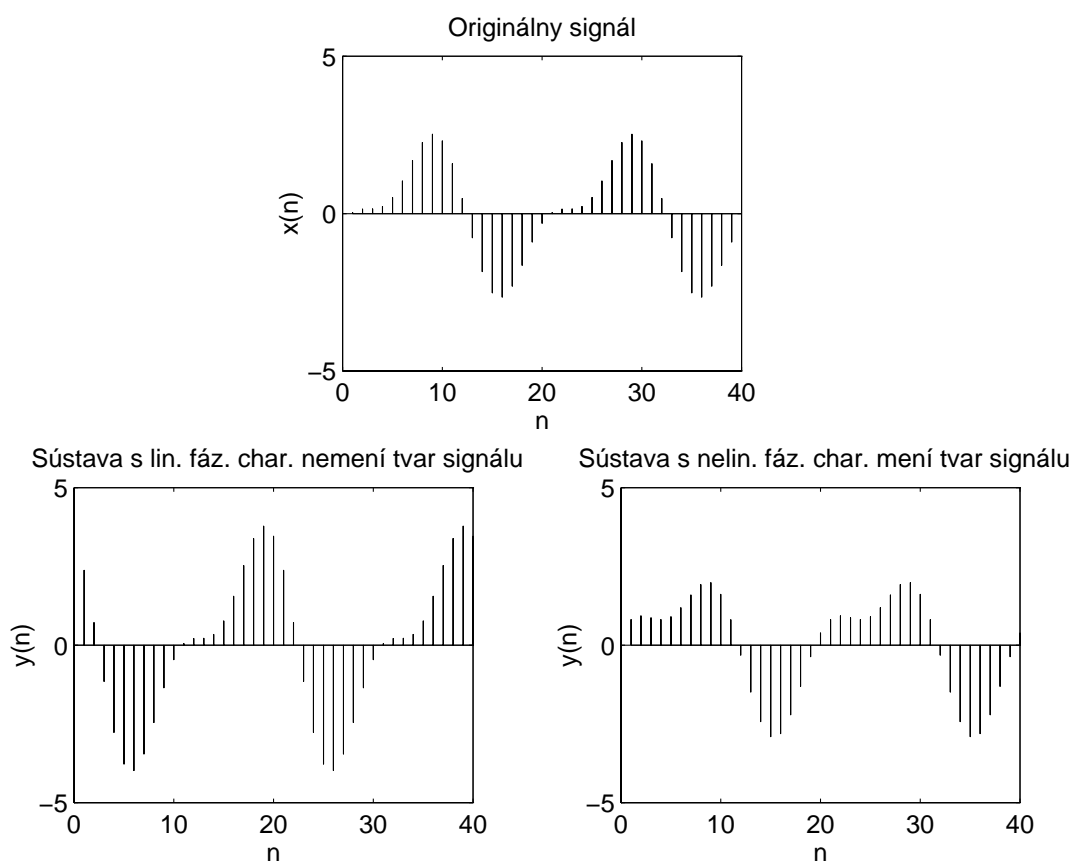 Originálny signál
5
0
−5
x(n)
0 10 20 30 40
n
Sústava s lin. fáz. char. nemení tvar signálu
5
0
−5
y(n)
0 10 20 30 40
n
Sústava s nelin. fáz. char. mení tvar signálu
5
0
−5
y(n)
0 10 20 30 40
n